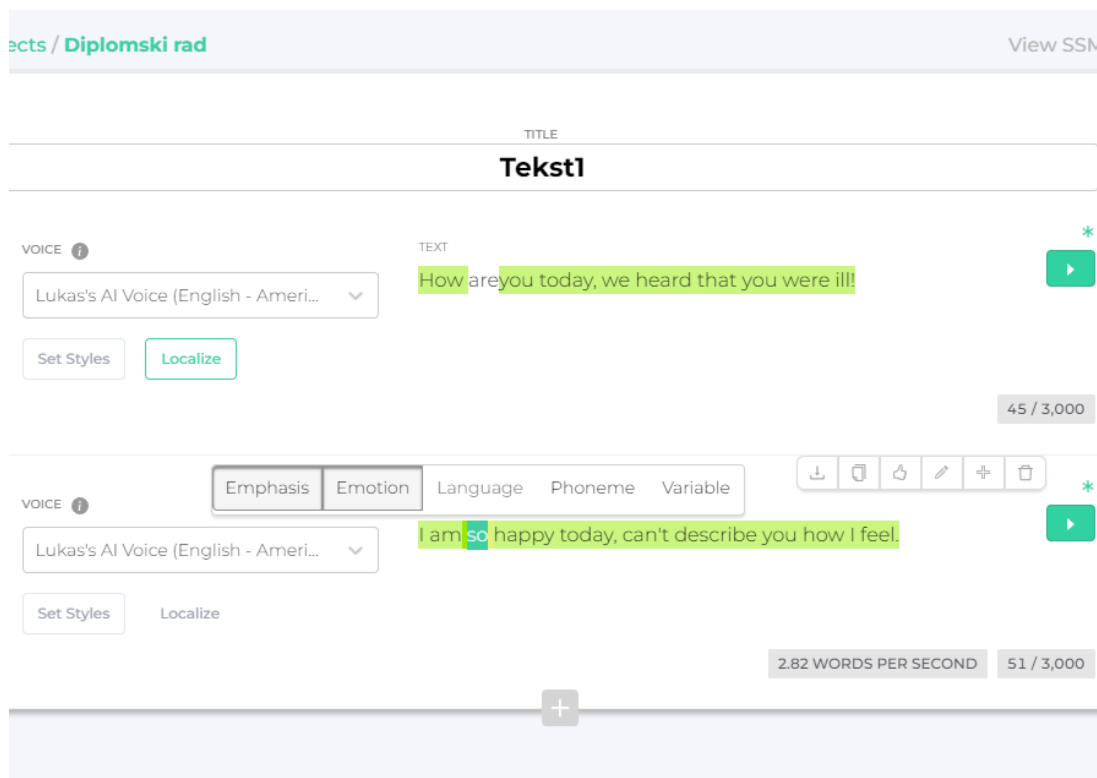 ects / Diplomski rad
View SSM
TITLE
Tekst1
VOICE
TEXT
How areyou today, we heard that you were ill!
Lukas's AI Voice (English - Ameri...
Set Styles
Localize
45 / 3,000
Emphasis Emotion Language Phoneme Variable
VOICE
I am so happy today, can't describe you how I feel.
Lukas's AI Voice (English - Ameri...
Set Styles
Localize
2.82 WORDS PER SECOND
51 / 3,000